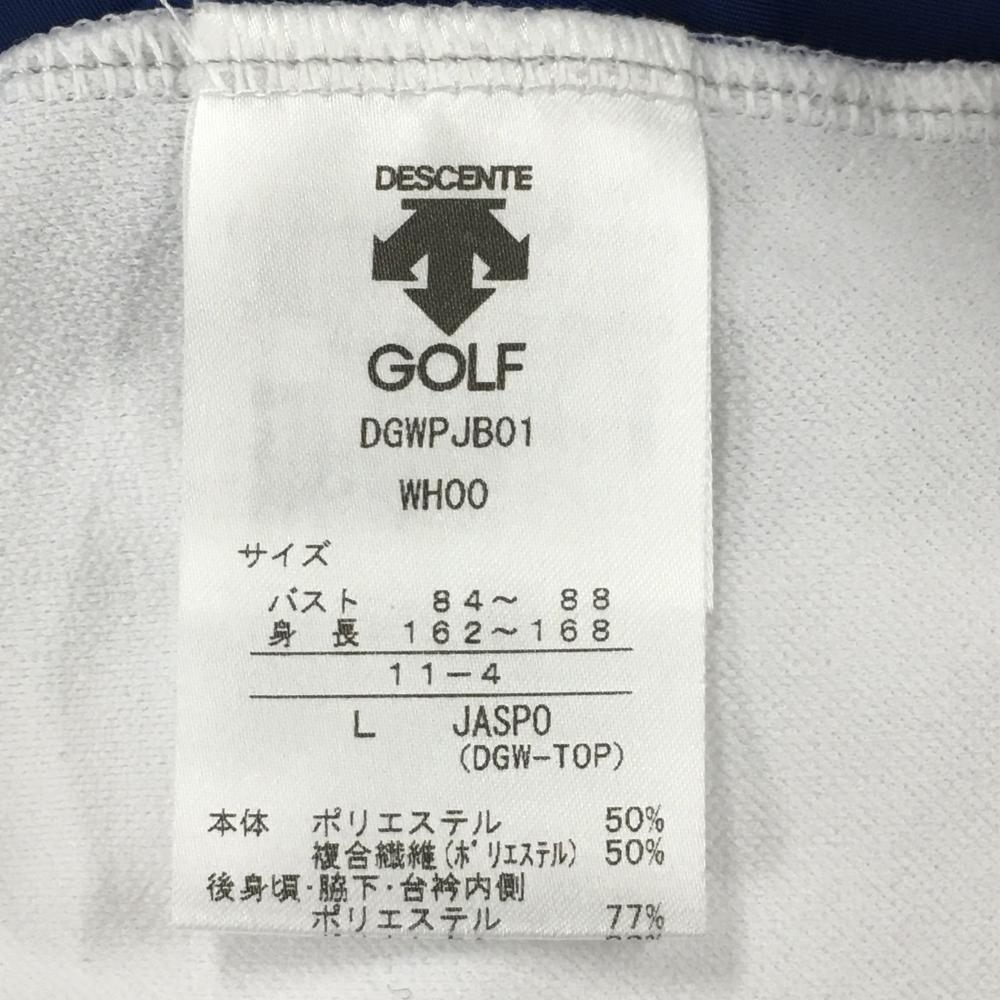 DESCENTE
GOLF
DGWPJB01
WH00
サイズ
バスト 84～ 88
身 長 162～168
11-4
L JASPO
(DGW-TOP)
本体 ポリエステル 50%
複合繊維(ポリエステル) 50%
後身頃・脇下・台衿内側
ポリエステル 77%